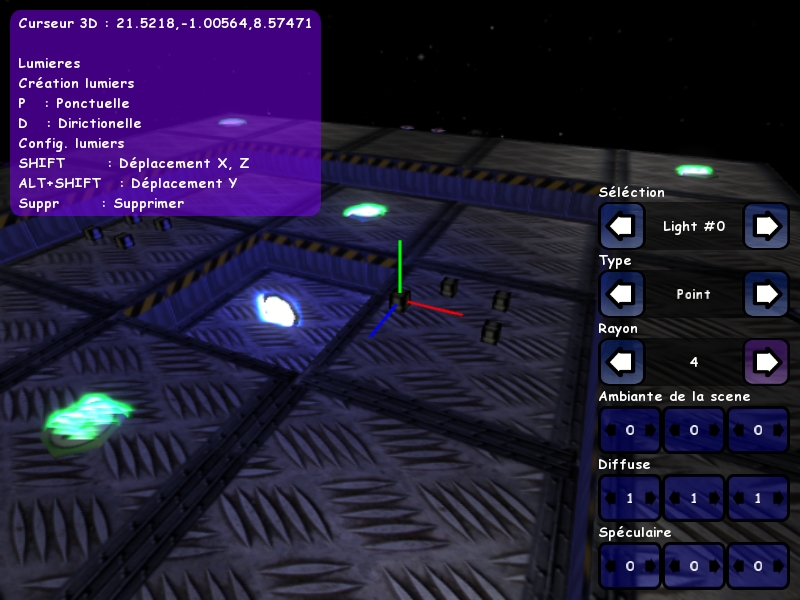 Curseur 3D : 21.5218,-1.00564,8.57471
Lumieres
Création lumiers
P : Ponctuelle
D : Dirictionelle
Config. lumiers
SHIFT : Déplacement X, Z
ALT+SHIFT : Déplacement Y
Suppr : Supprimer
Séléction
Light #0
Type
Point
Rayon
4
Ambiante de la scene
0 0 0
Diffuse
1 1 1
Spéculaire
0 0 0